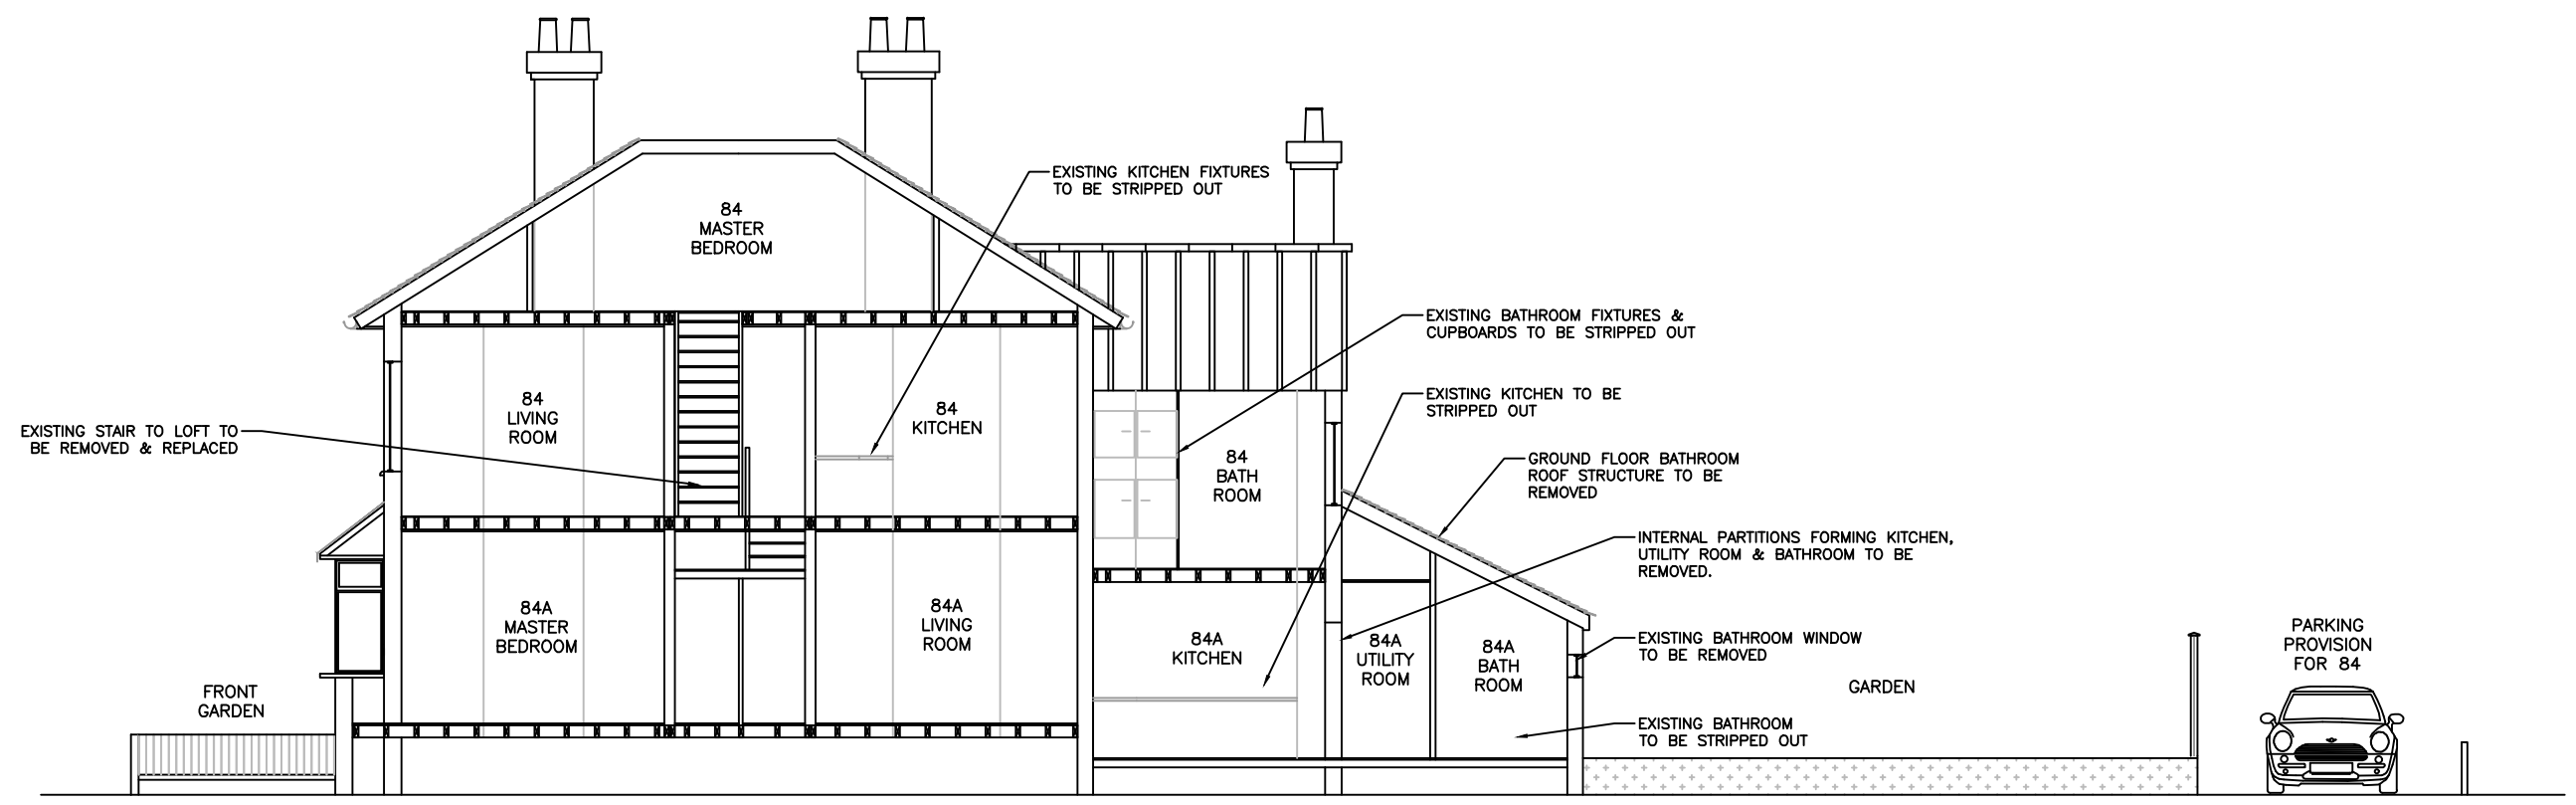 EXISTING KITCHEN FIXTURES
TO BE STRIPPED OUT
84
MASTER
BEDROOM
EXISTING BATHROOM FIXTURES &
CUPBOARDS TO BE STRIPPED OUT
EXISTING KITCHEN TO BE
STRIPPED OUT
EXISTING STAIR TO LOFT TO
BE REMOVED & REPLACED
84
LIVING
ROOM
84
KITCHEN
84
BATH
ROOM
GROUND FLOOR BATHROOM
ROOF STRUCTURE TO BE
REMOVED
INTERNAL PARTITIONS FORMING KITCHEN,
UTILITY ROOM & BATHROOM TO BE
REMOVED.
84A
MASTER
BEDROOM
84A
LIVING
ROOM
84A
KITCHEN
84A
UTILITY
ROOM
84A
BATH
ROOM
EXISTING BATHROOM WINDOW
TO BE REMOVED
PARKING
PROVISION
FOR 84
FRONT
GARDEN
GARDEN
EXISTING BATHROOM
TO BE STRIPPED OUT